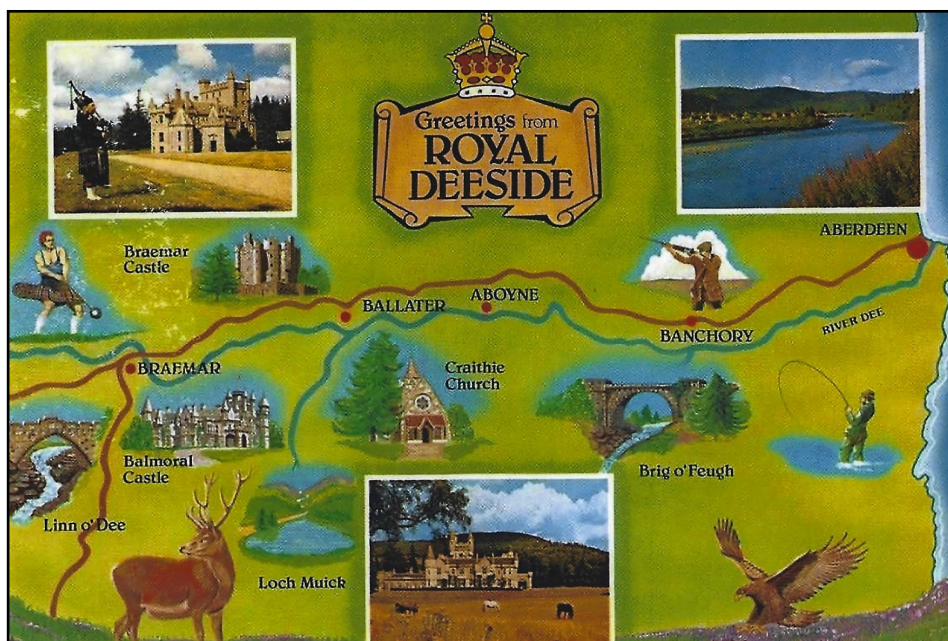 Greetings from
ROYAL
DEESIDE
ABERDEEN
Braemar
Castle
BALLATER
ABOYNE
BANCHORY
RIVER DEE
BRAEMAR
Craithie
Church
Balmoral
Castle
Brig o'Feugh
Linn o'Dee
Loch Muick